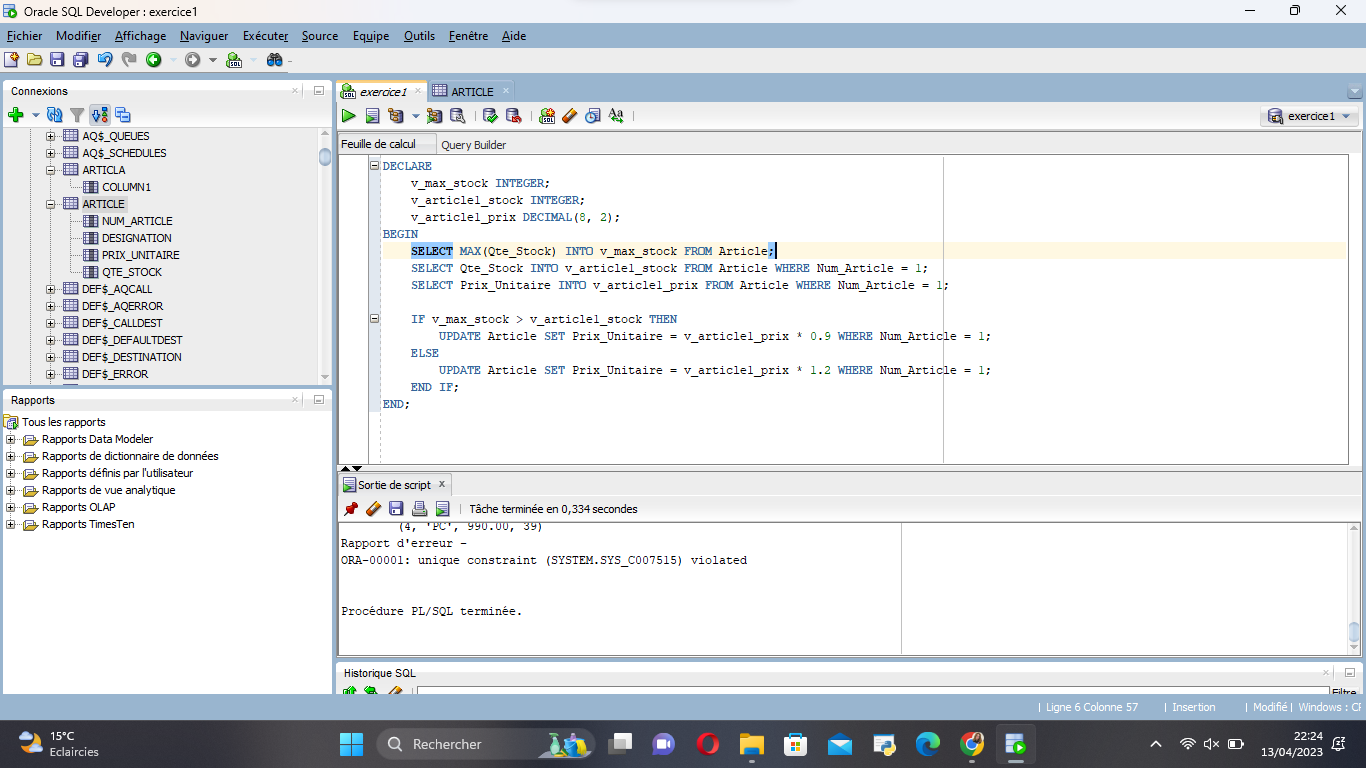 Oracle SQL Developer : exercice1
Fichier Modifier Affichage Naviguer Exécuter Source Equipe Outils Fenêtre Aide
Connexions
AQ$_QUEUES
AQ$_SCHEDULES
ARTICLA
COLUMN1
ARTICLE
NUM_ARTICLE
DESIGNATION
PRIX_UNITAIRE
QTE_STOCK
DEF$_AQCALL
DEF$_AQERROR
DEF$_CALLDEST
DEF$_DEFAULTDEST
DEF$_DESTINATION
DEF$_ERROR
Rapports
Tous les rapports
Rapports Data Modeler
Rapports de dictionnaire de données
Rapports définis par l'utilisateur
Rapports de vue analytique
Rapports OLAP
Rapports TimesTen
exercice1 ARTICLE
exercice1
Feuille de calcul Query Builder
DECLARE
v_max_stock INTEGER;
v_article1_stock INTEGER;
v_article1_prix DECIMAL(8, 2);
BEGIN
SELECT MAX(Qte_Stock) INTO v_max_stock FROM Article;
SELECT Qte_Stock INTO v_article1_stock FROM Article WHERE Num_Article = 1;
SELECT Prix_Unitaire INTO v_article1_prix FROM Article WHERE Num_Article = 1;
IF v_max_stock > v_article1_stock THEN
UPDATE Article SET Prix_Unitaire = v_article1_prix * 0.9 WHERE Num_Article = 1;
ELSE
UPDATE Article SET Prix_Unitaire = v_article1_prix * 1.2 WHERE Num_Article = 1;
END IF;
END;
Sortie de script
Tâche terminée en 0,334 secondes
(4, 'PC', 990.00, 39)
Rapport d'erreur -
ORA-00001: unique constraint (SYSTEM.SYS_C007515) violated
Procédure PL/SQL terminée.
Historique SQL
Filtre
Ligne 6 Colonne 57 Insertion Modifié Windows :
15°C
Eclaircies
Rechercher
22:24
13/04/2023